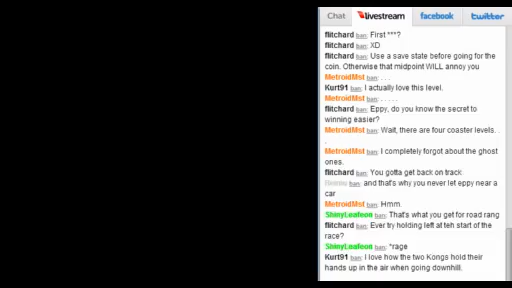 Chat livestream facebook twitter
flitchard ban: First ***?
flitchard ban: XD
flitchard ban: Use a save state before going for the
coin. Otherwise that midpoint WILL annoy you
MetroidMst ban: . . .
Kurt91 ban: I actually love this level.
MetroidMst ban: . . . . .
flitchard ban: Eppy, do you know the secret to
winning easier?
MetroidMst ban: Wait, there are four coaster levels. .
.
MetroidMst ban: I completely forgot about the ghost
ones.
flitchard ban: You gotta get back on track
ban: and that's why you never let eppy near a
car
MetroidMst ban: Hmm.
ShinyLeafeon ban: That's what you get for road rang
flitchard ban: Ever try holding left at teh start of the
race?
ShinyLeafeon ban: *rage
Kurt91 ban: I love how the two Kongs hold their
hands up in the air when going downhill.